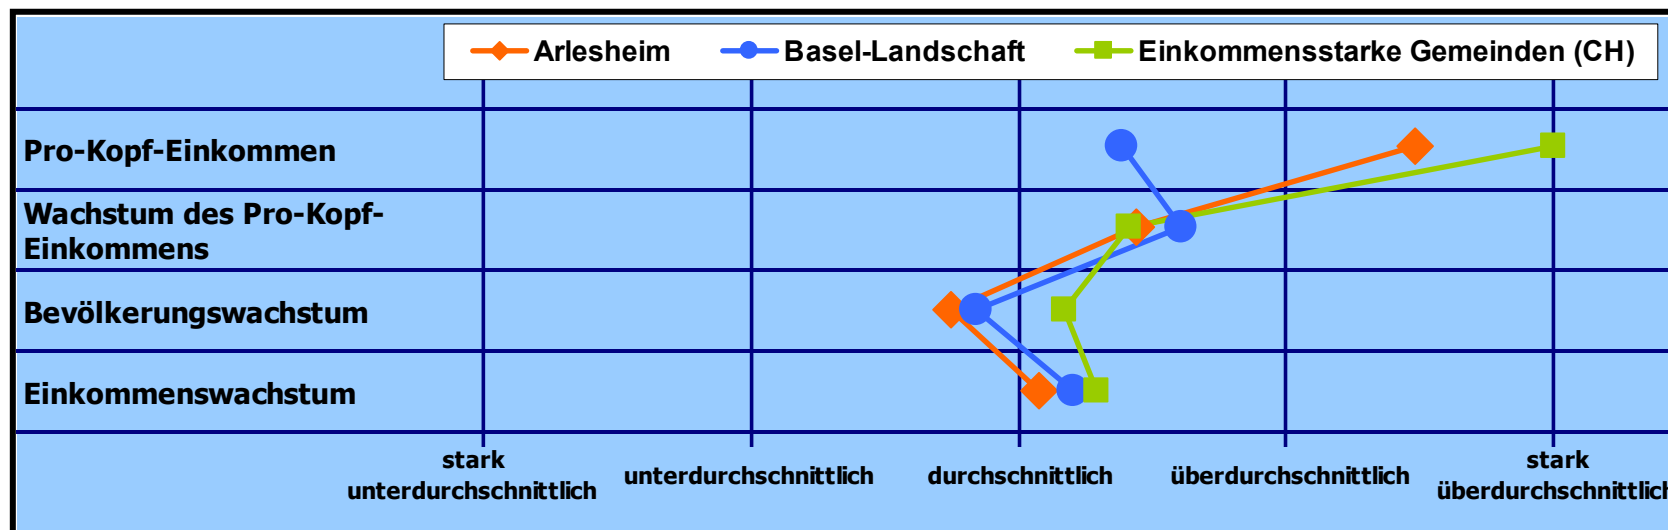 Arlesheim Basel-Landschaft Einkommensstarke Gemeinden (CH)
Pro-Kopf-Einkommen
Wachstum des Pro-Kopf-
Einkommens
Bevölkerungswachstum
Einkommenswachstum
stark
unterdurchschnittlich
unterdurchschnittlich
durchschnittlich
überdurchschnittlich
stark
überdurchschnittlich